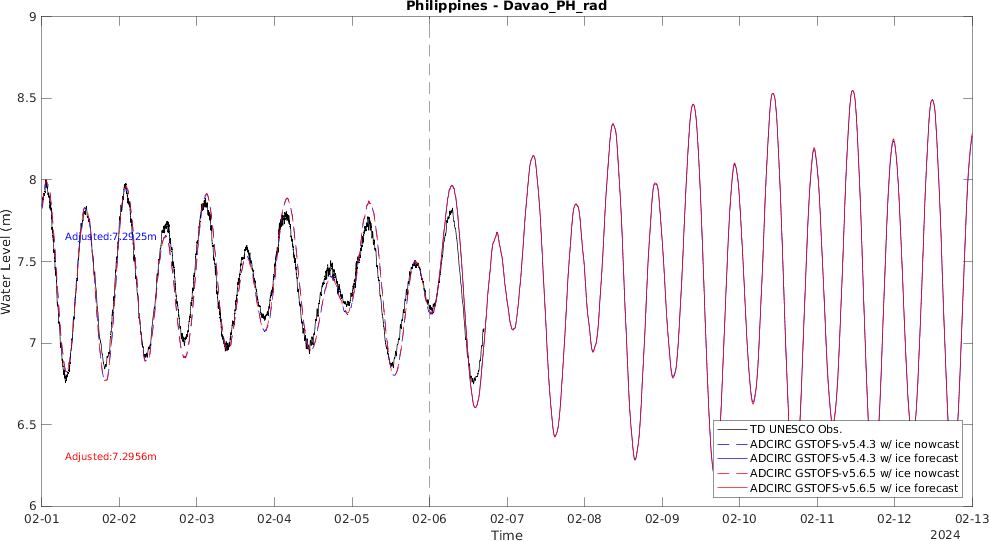 Philippines - Davao_PH_rad
Water Level (m)
9
8.5
8
7.5
7
6.5
6
Adjusted:7.2925m
Adjusted:7.2956m
TD UNESCO Obs.
ADCIRC GSTOFS-v5.4.3 w/ ice nowcast
ADCIRC GSTOFS-v5.4.3 w/ ice forecast
ADCIRC GSTOFS-v5.6.5 w/ ice nowcast
ADCIRC GSTOFS-v5.6.5 w/ ice forecast
02-01 02-02 02-03 02-04 02-05 02-06 02-07 02-08 02-09 02-10 02-11 02-12 02-13
Time
2024